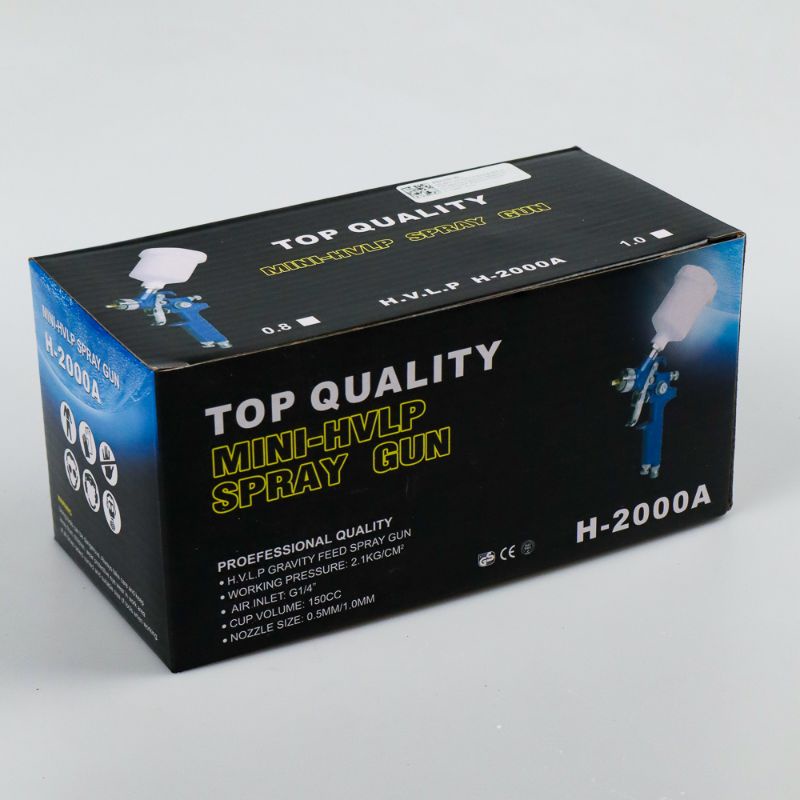 TOP QUALITY
MINI-HVLP SPRAY GUN
H.V.L.P H-2000A
0.8
1.0
MINI-HVLP SPRAY GUN
H-2000A
TOP QUALITY
MINI-HVLP
SPRAY GUN
PROEFESSIONAL QUALITY
• H.V.L.P GRAVITY FEED SPRAY GUN
• WORKING PRESSURE: 2.1KG/CM²
• AIR INLET: G1/4"
• CUP VOLUME: 150CC
• NOZZLE SIZE: 0.5MM/1.0MM
CE
H-2000A